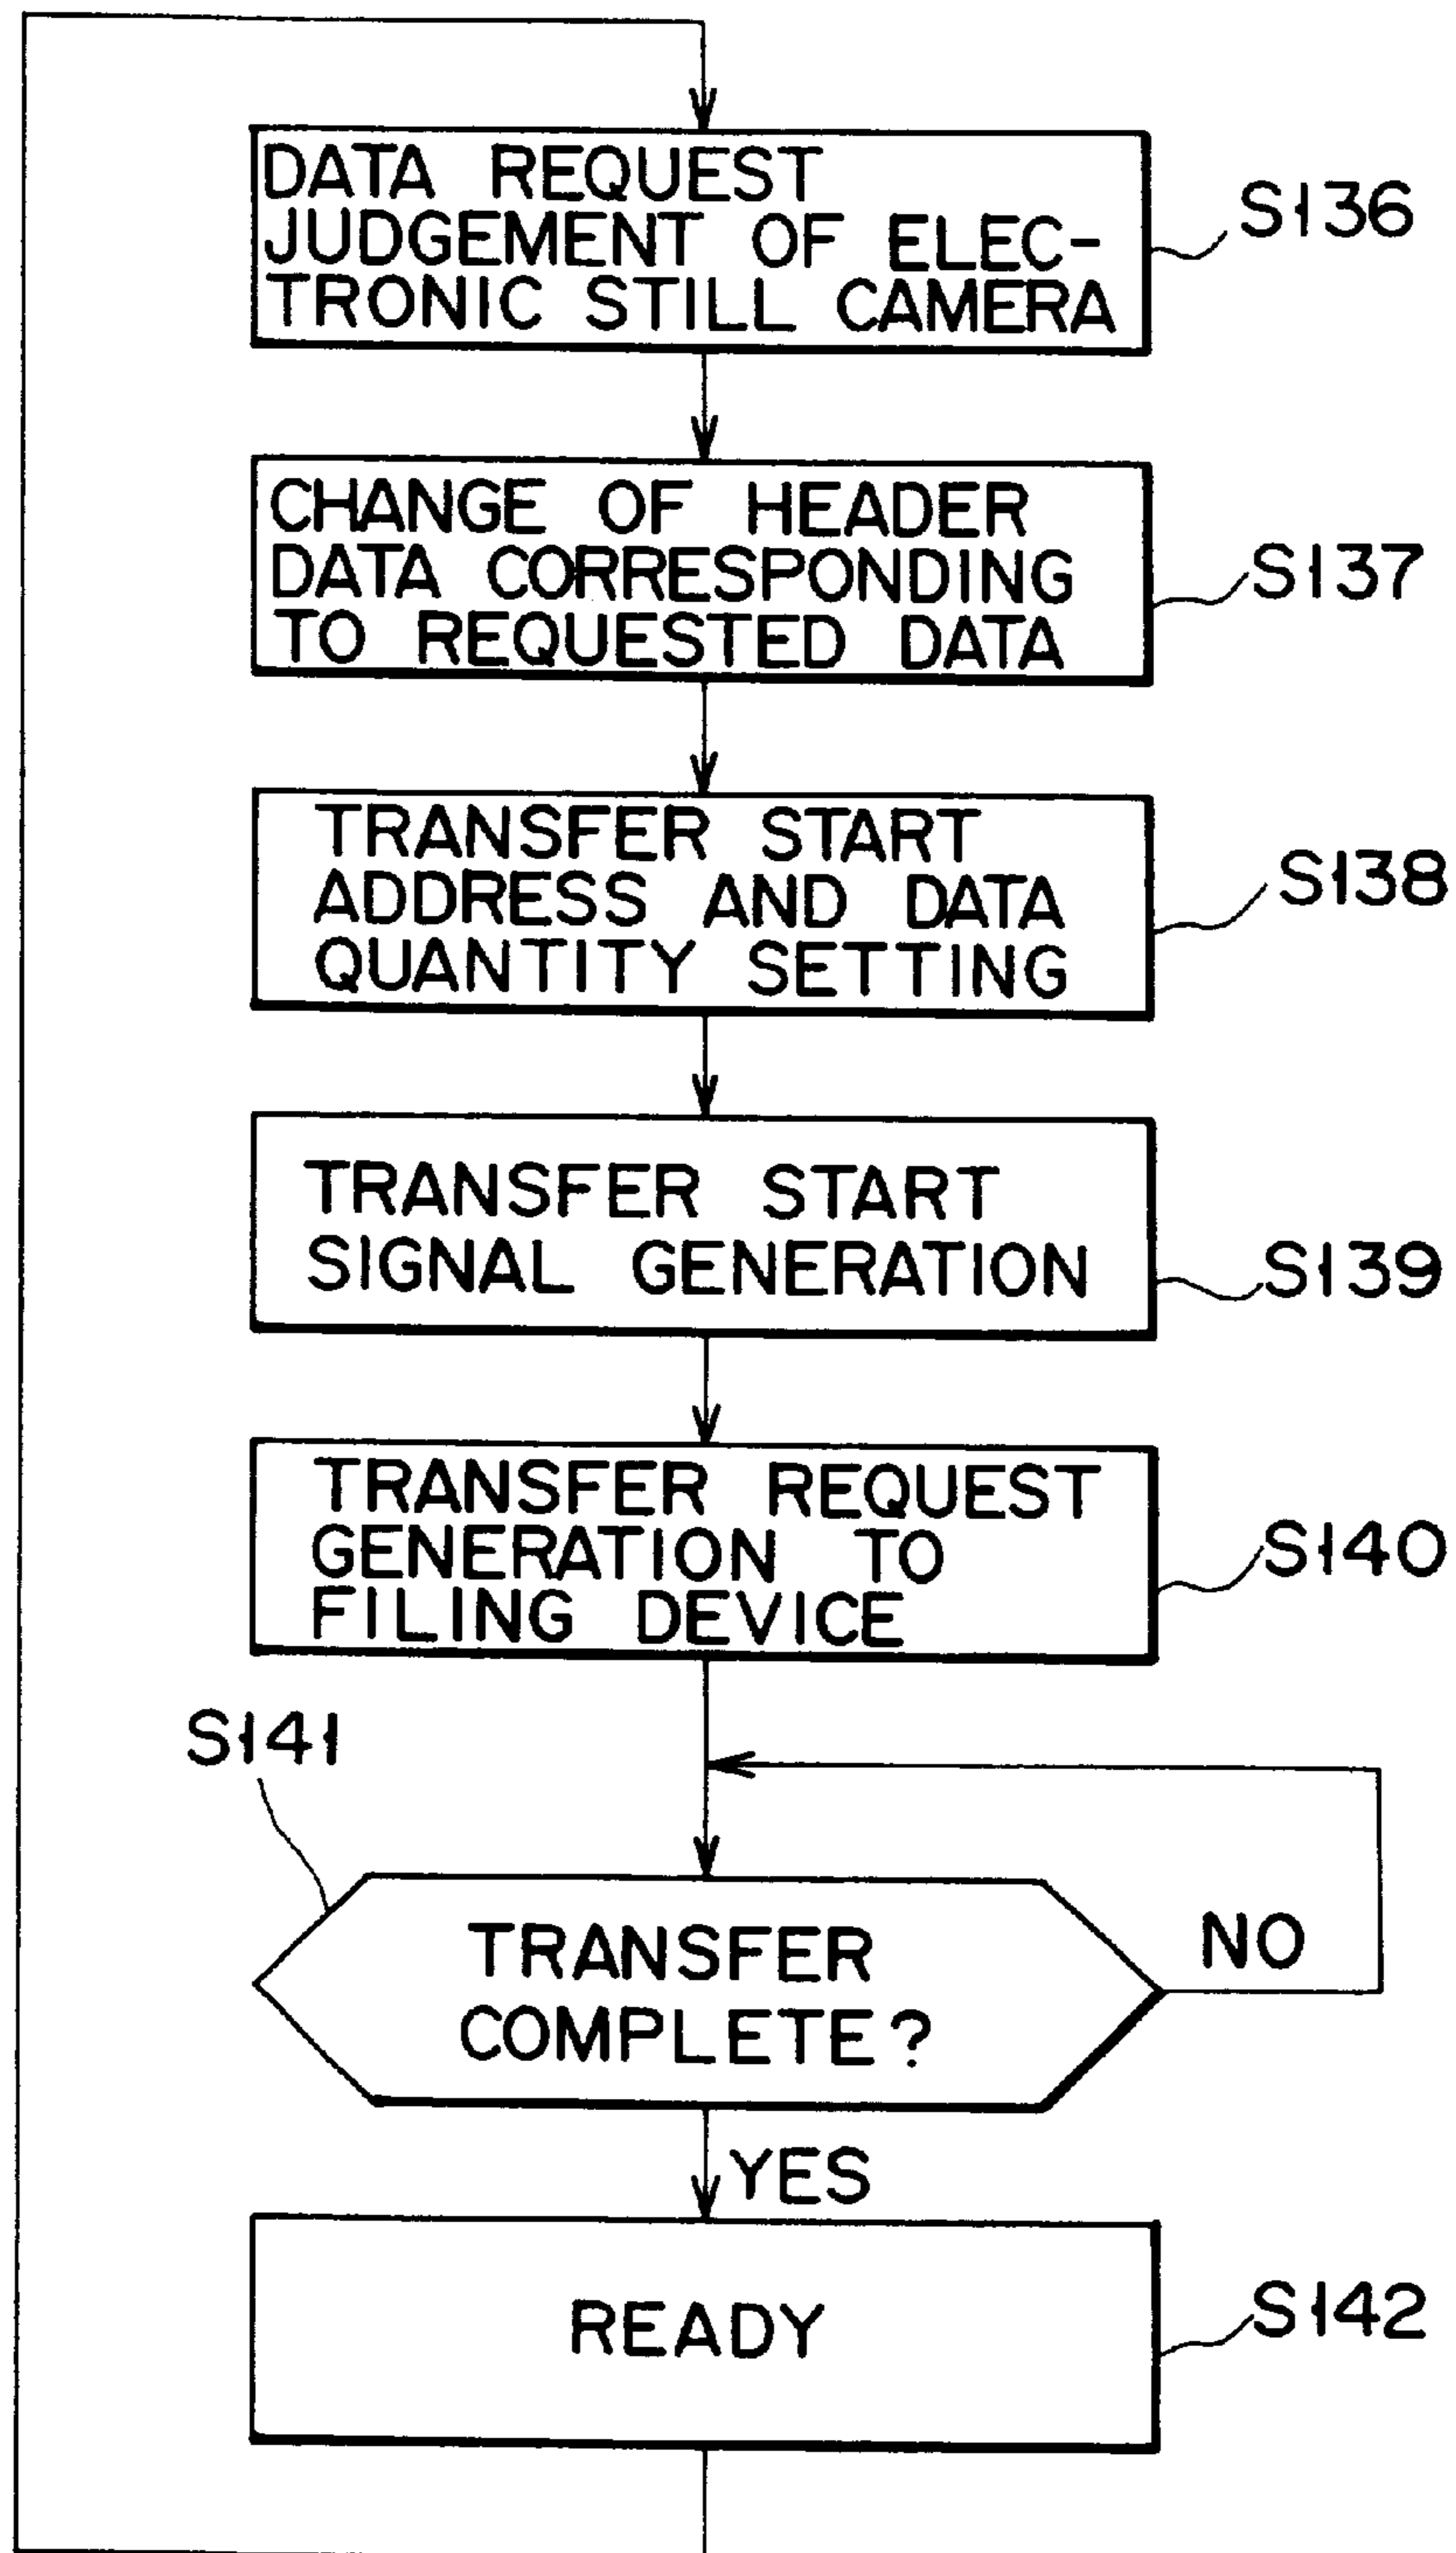 DATA REQUEST
JUDGEMENT OF ELEC-
TRONIC STILL CAMERA
S136
CHANGE OF HEADER
DATA CORRESPONDING
TO REQUESTED DATA
S137
TRANSFER START
ADDRESS AND DATA
QUANTITY SETTING
S138
TRANSFER START
SIGNAL GENERATION
S139
TRANSFER REQUEST
GENERATION TO
FILING DEVICE
S140
S141
TRANSFER
COMPLETE?
NO
YES
READY
S142